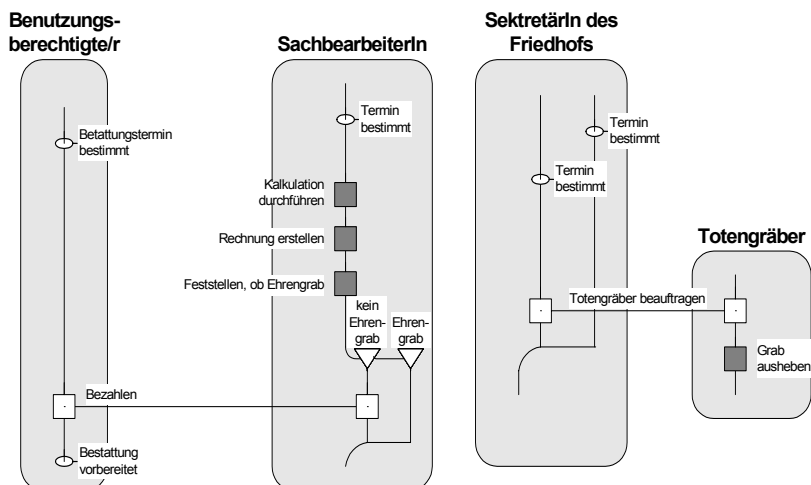 Benutzungs-
berechtigte/r
SachbearbeiterIn
SektretärIn des
Friedhofs
Betattungstermin
bestimmt
Termin
bestimmt
Termin
bestimmt
Termin
bestimmt
Kalkulation
durchführen
Rechnung erstellen
Feststellen, ob Ehrengrab
kein
Ehren-
grab
Ehren-
grab
Totengräber
Totengräber beauftragen
Grab
ausheben
Bezahlen
Bestattung
vorbereitet